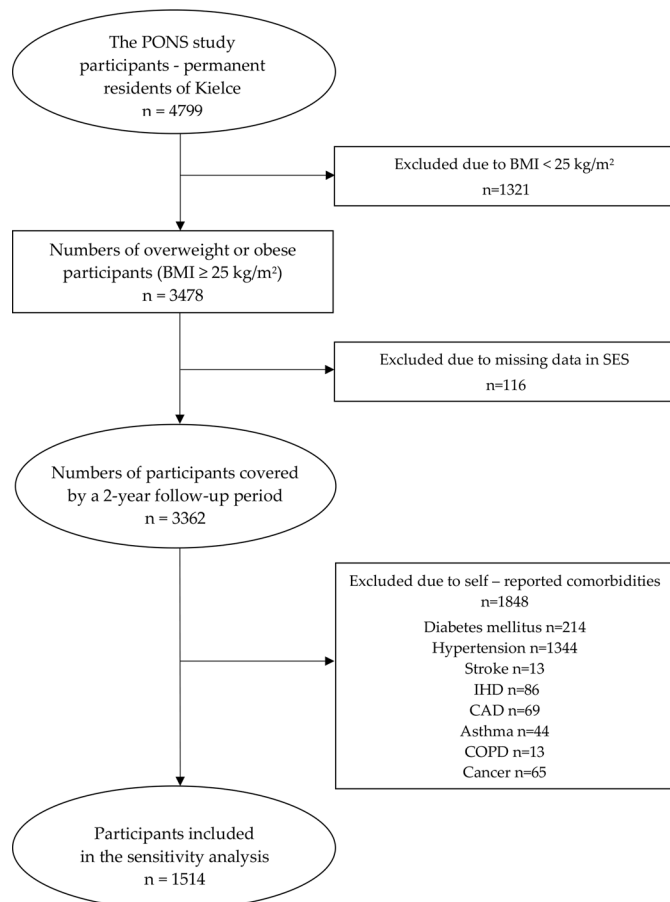 The PONS study
participants - permanent
residents of Kielce
n = 4799
Excluded due to BMI < 25 kg/m²
n=1321
Numbers of overweight or obese
participants (BMI ≥ 25 kg/m²)
n = 3478
Excluded due to missing data in SES
n=116
Numbers of participants covered
by a 2-year follow-up period
n = 3362
Excluded due to self – reported comorbidities
n=1848
Diabetes mellitus n=214
Hypertension n=1344
Stroke n=13
IHD n=86
CAD n=69
Asthma n=44
COPD n=13
Cancer n=65
Participants included
in the sensitivity analysis
n = 1514